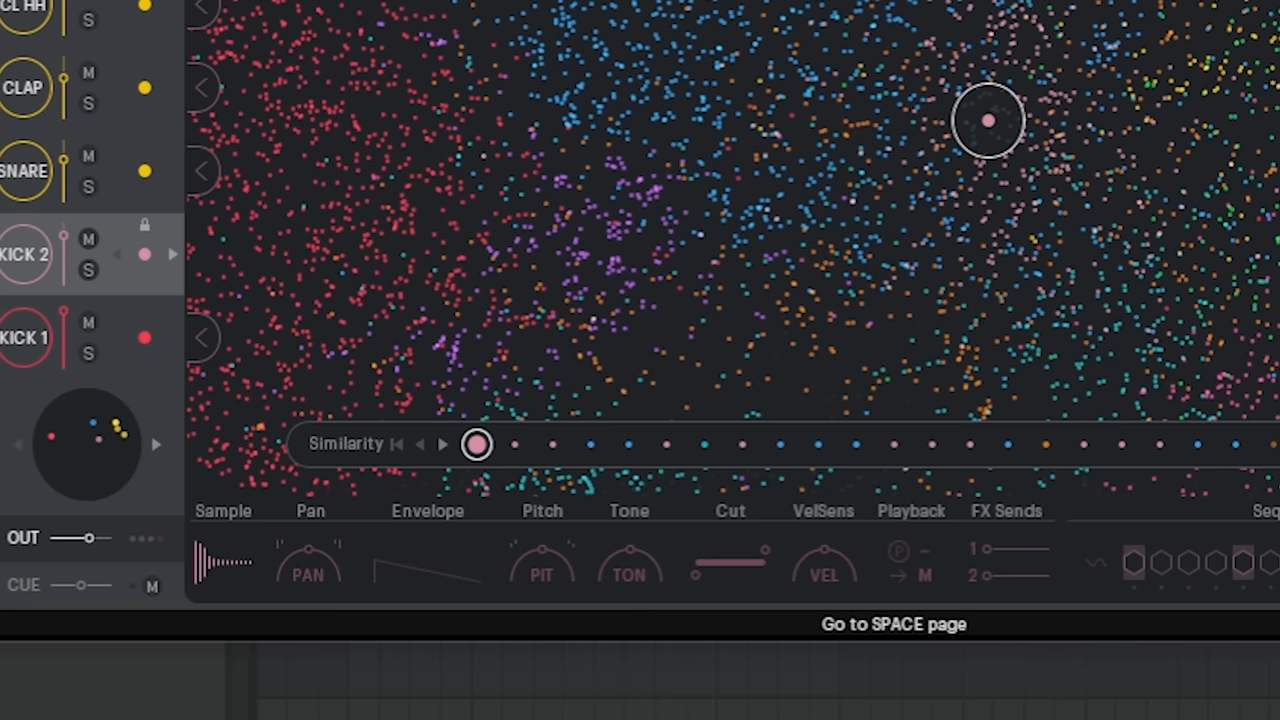 CL HH
S
CLAP
M
S
SNARE
M
S
KICK 2
M
S
KICK 1
M
S
Similarity
Sample Pan Envelope Pitch Tone Cut VelSens Playback FX Sends Seq
OUT
PAN PIT TON VEL P M 1 2
CUE M
Go to SPACE page